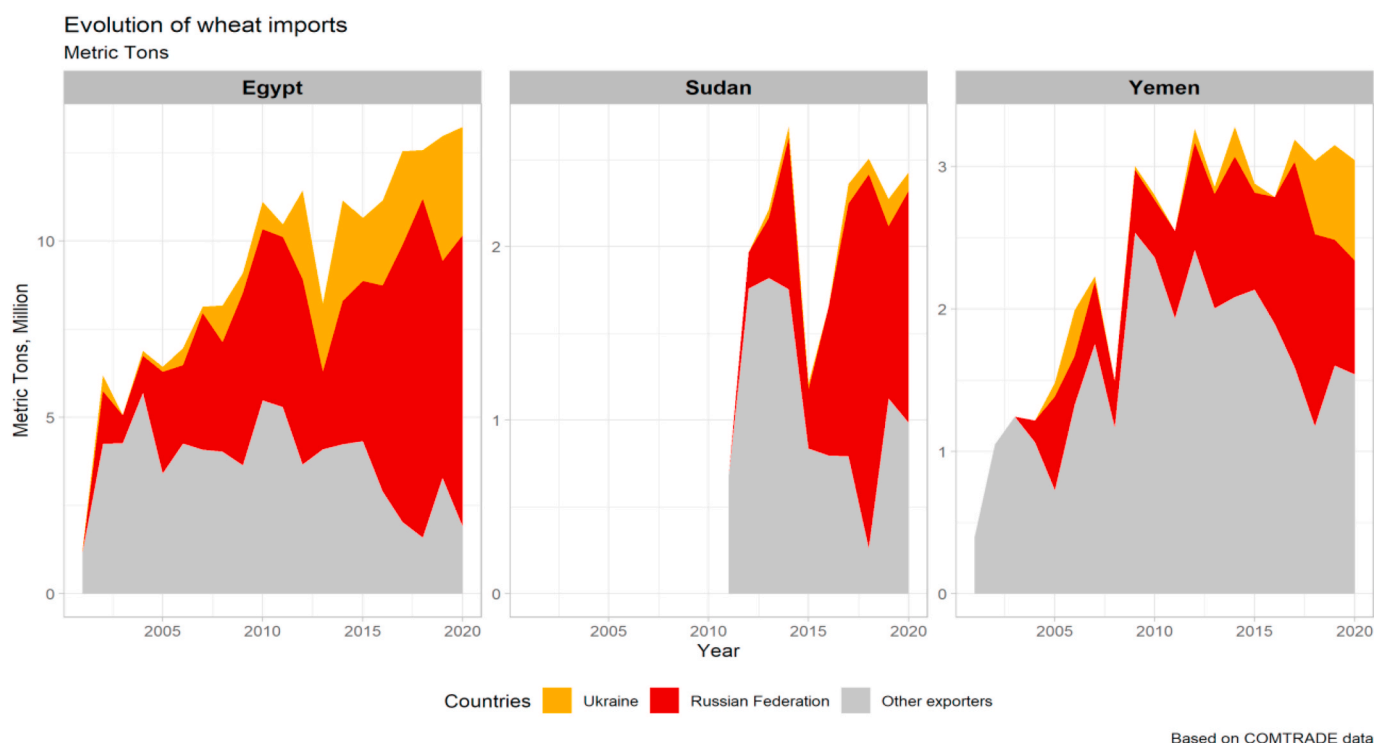 Evolution of wheat imports
Metric Tons
Egypt
Sudan
Yemen
Metric Tons, Million
10
5
0
2
1
0
3
2
1
0
2005 2010 2015 2020
2005 2010 2015 2020
2005 2010 2015 2020
Year
Countries Ukraine Russian Federation Other exporters
Based on COMTRADE data